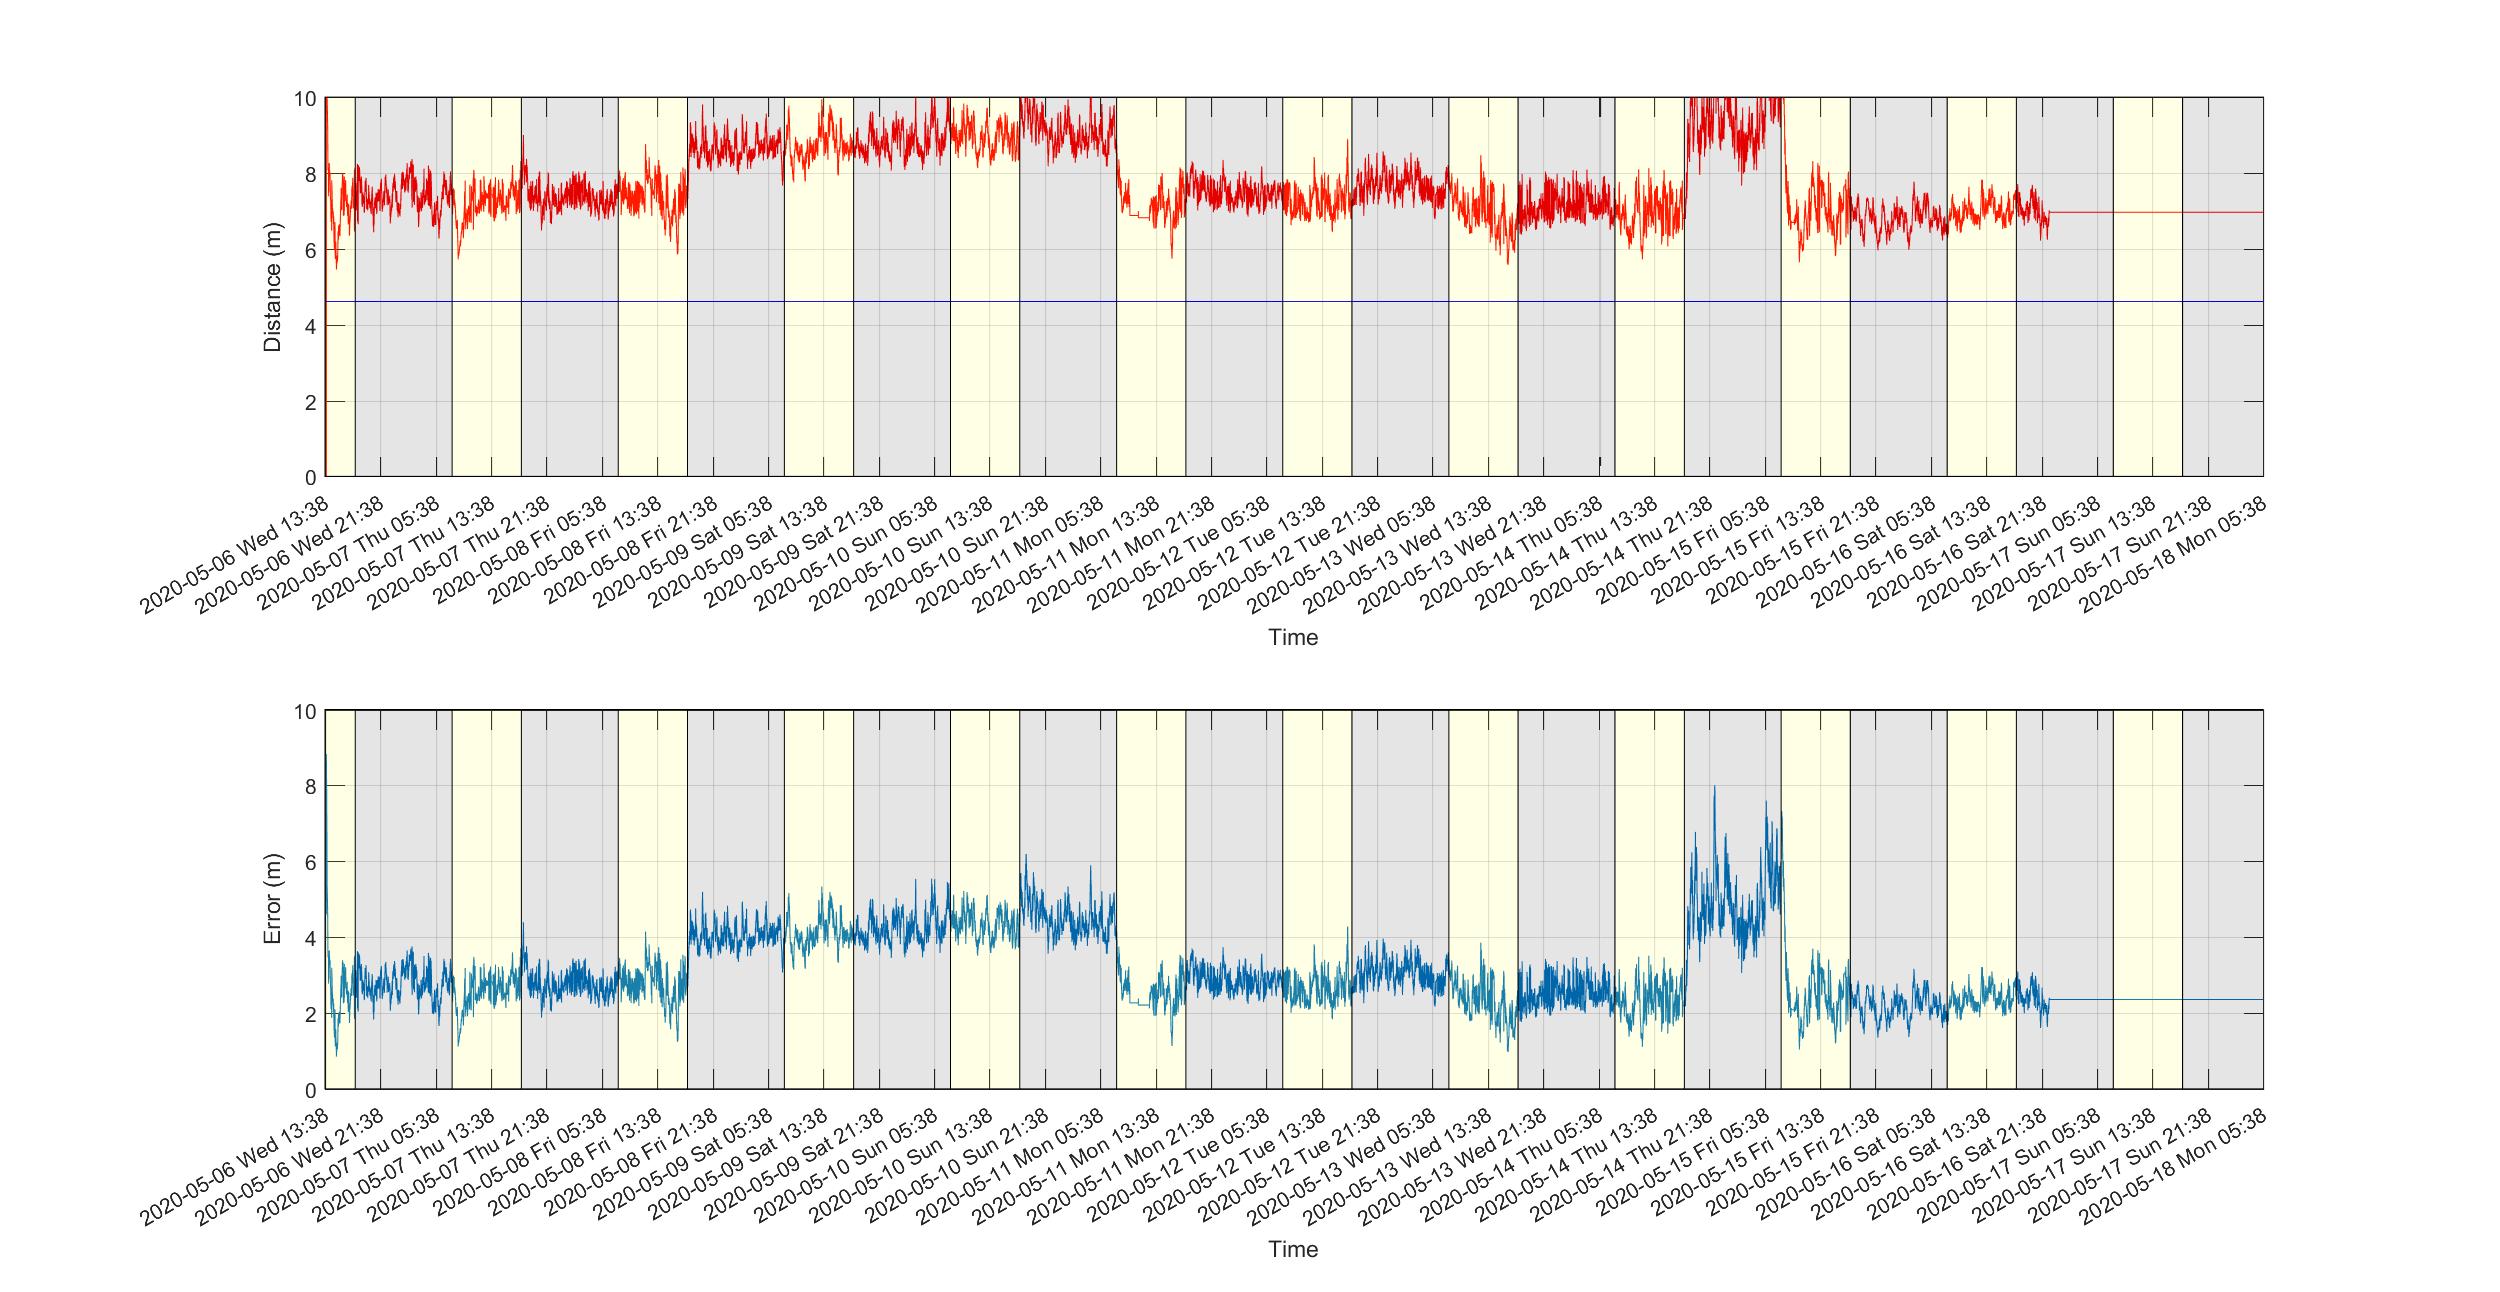 Distance (m)
10
8
6
4
2
0
2020-05-06 Wed 13:38
2020-05-06 Wed 21:38
2020-05-07 Thu 05:38
2020-05-07 Thu 13:38
2020-05-07 Thu 21:38
2020-05-08 Fri 05:38
2020-05-08 Fri 13:38
2020-05-08 Fri 21:38
2020-05-09 Sat 05:38
2020-05-09 Sat 13:38
2020-05-09 Sat 21:38
2020-05-10 Sun 05:38
2020-05-10 Sun 13:38
2020-05-10 Sun 21:38
2020-05-11 Mon 05:38
2020-05-11 Mon 13:38
2020-05-11 Mon 21:38
2020-05-12 Tue 05:38
2020-05-12 Tue 13:38
2020-05-12 Tue 21:38
2020-05-13 Wed 05:38
2020-05-13 Wed 13:38
2020-05-13 Wed 21:38
2020-05-14 Thu 05:38
2020-05-14 Thu 13:38
2020-05-14 Thu 21:38
2020-05-15 Fri 05:38
2020-05-15 Fri 13:38
2020-05-15 Fri 21:38
2020-05-16 Sat 05:38
2020-05-16 Sat 13:38
2020-05-16 Sat 21:38
2020-05-17 Sun 05:38
2020-05-17 Sun 13:38
2020-05-17 Sun 21:38
2020-05-18 Mon 05:38
Time
Error (m)
10
8
6
4
2
0
2020-05-06 Wed 13:38
2020-05-06 Wed 21:38
2020-05-07 Thu 05:38
2020-05-07 Thu 13:38
2020-05-07 Thu 21:38
2020-05-08 Fri 05:38
2020-05-08 Fri 13:38
2020-05-08 Fri 21:38
2020-05-09 Sat 05:38
2020-05-09 Sat 13:38
2020-05-09 Sat 21:38
2020-05-10 Sun 05:38
2020-05-10 Sun 13:38
2020-05-10 Sun 21:38
2020-05-11 Mon 05:38
2020-05-11 Mon 13:38
2020-05-11 Mon 21:38
2020-05-12 Tue 05:38
2020-05-12 Tue 13:38
2020-05-12 Tue 21:38
2020-05-13 Wed 05:38
2020-05-13 Wed 13:38
2020-05-13 Wed 21:38
2020-05-14 Thu 05:38
2020-05-14 Thu 13:38
2020-05-14 Thu 21:38
2020-05-15 Fri 05:38
2020-05-15 Fri 13:38
2020-05-15 Fri 21:38
2020-05-16 Sat 05:38
2020-05-16 Sat 13:38
2020-05-16 Sat 21:38
2020-05-17 Sun 05:38
2020-05-17 Sun 13:38
2020-05-17 Sun 21:38
2020-05-18 Mon 05:38
Time